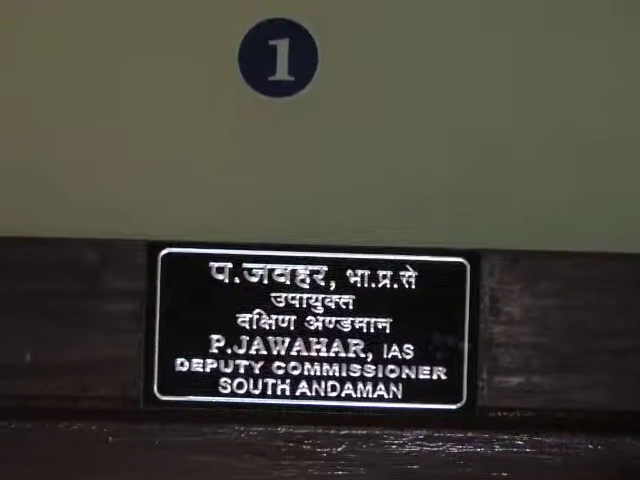 1
प.जवहर, भा.प्र.से
उपायुक्त
दक्षिण अण्डमान
P.JAWAHAR, IAS
DEPUTY COMMISSIONER
SOUTH ANDAMAN